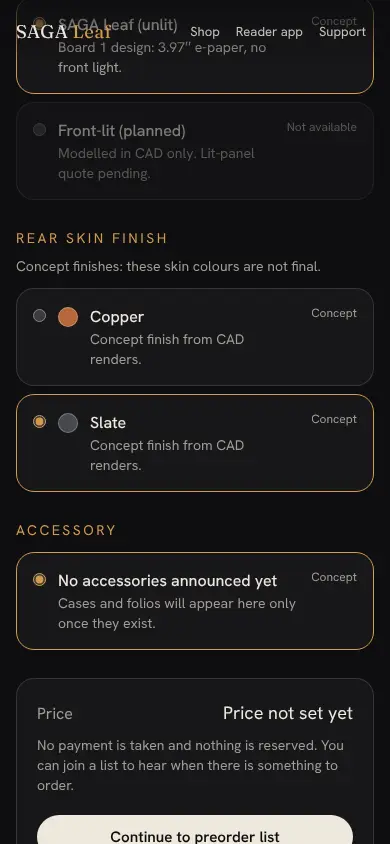 SAGA Leaf (unlit)
Concept
SAGA Leaf
Shop
Reader app
Support
Board 1 design: 3.97″ e-paper, no
front light.
Front-lit (planned)
Not available
Modelled in CAD only. Lit-panel
quote pending.
REAR SKIN FINISH
Concept finishes: these skin colours are not final.
Copper
Concept
Concept finish from CAD
renders.
Slate
Concept
Concept finish from CAD
renders.
ACCESSORY
No accessories announced yet
Concept
Cases and folios will appear here only
once they exist.
Price
Price not set yet
No payment is taken and nothing is reserved. You
can join a list to hear when there is something to
order.
Continue to preorder list